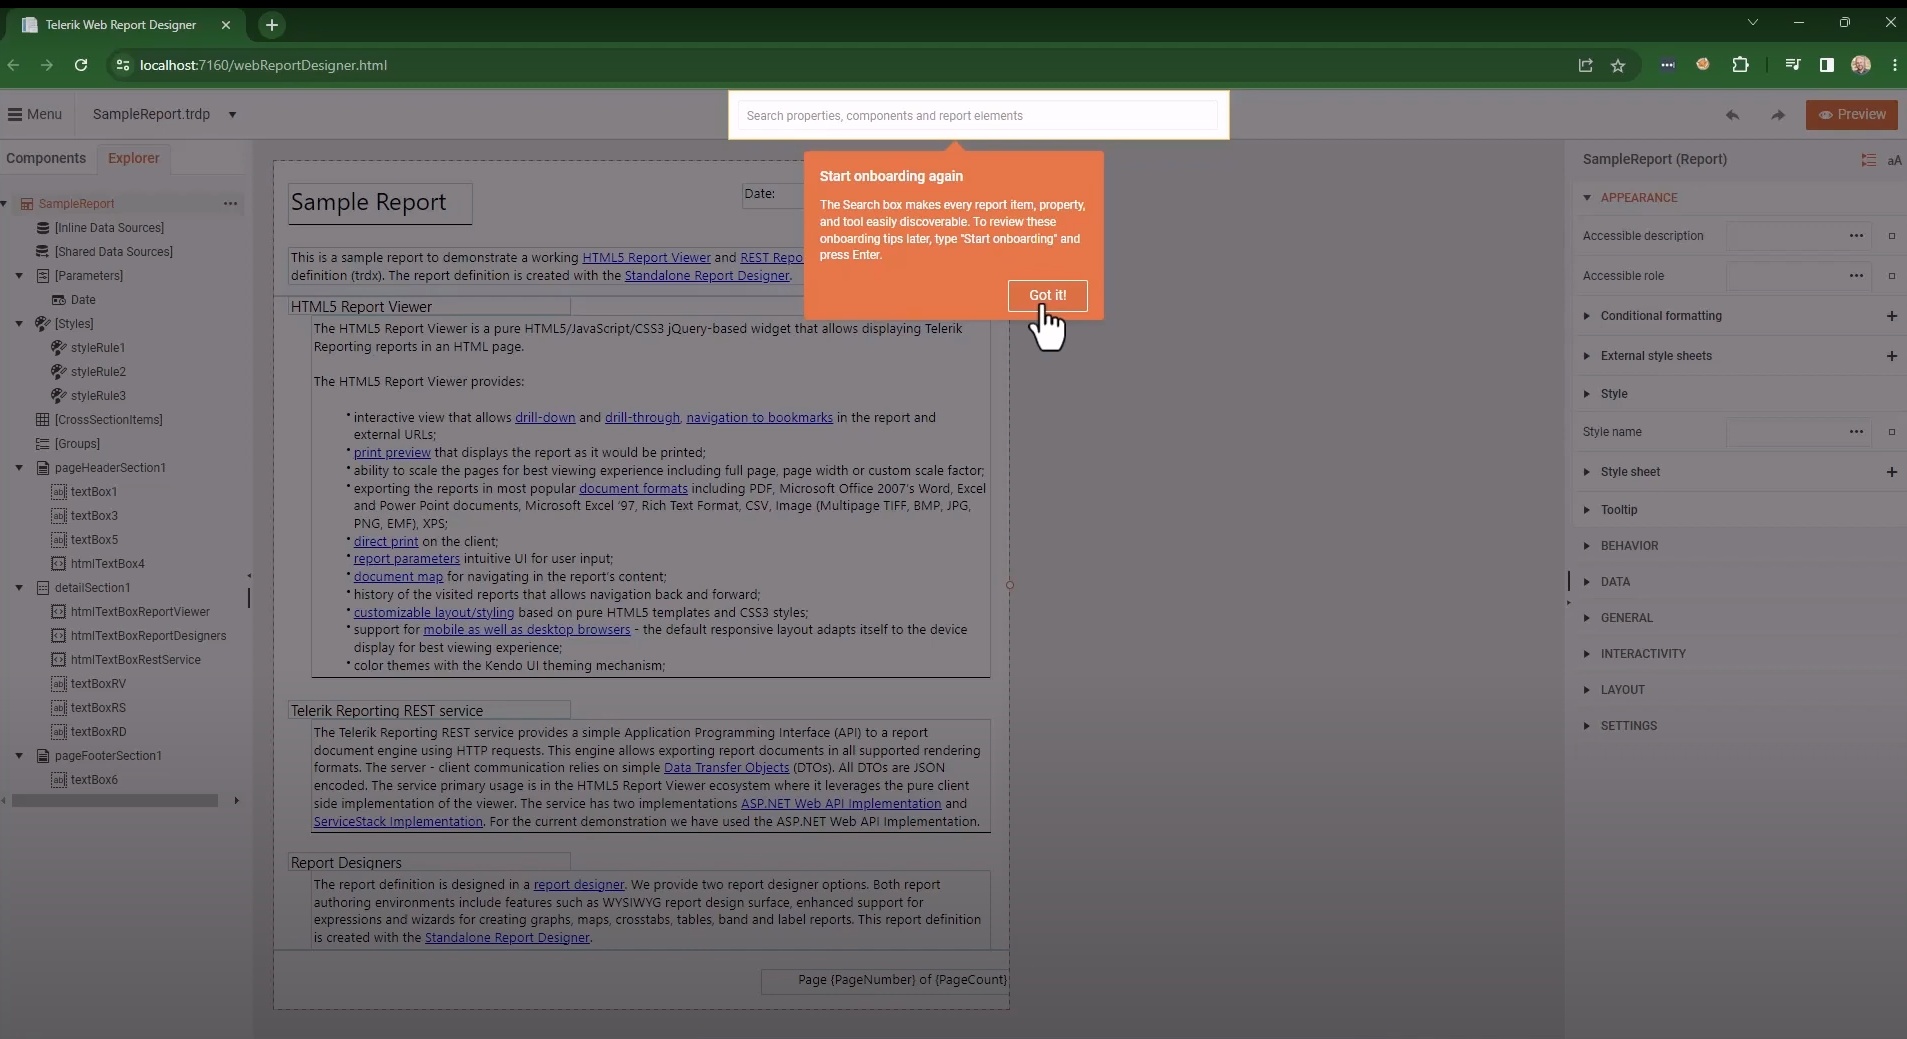 Telerik Web Report Designer
localhost:7160/webReportDesigner.html
Menu
SampleReport.trdp
Search properties, components and report elements
Preview
Components
Explorer
SampleReport
[Inline Data Sources]
[Shared Data Sources]
[Parameters]
Date
[Styles]
styleRule1
styleRule2
styleRule3
[CrossSectionItems]
[Groups]
pageHeaderSection1
textBox1
textBox3
textBox5
htmlTextBox4
detailSection1
htmlTextBoxReportViewer
htmlTextBoxReportDesigners
htmlTextBoxRestService
textBoxRV
textBoxRS
textBoxRD
pageFooterSection1
textBox6
Sample Report
Date:
This is a sample report to demonstrate a working HTML5 Report Viewer and REST Repo
definition (trdx). The report definition is created with the Standalone Report Designer.
Start onboarding again
The Search box makes every report item, property,
and tool easily discoverable. To review these
onboarding tips later, type "Start onboarding" and
press Enter.
Got it!
HTML5 Report Viewer
The HTML5 Report Viewer is a pure HTML5/JavaScript/CSS3 jQuery-based widget that allows displaying Telerik
Reporting reports in an HTML page.
The HTML5 Report Viewer provides:
• interactive view that allows drill-down and drill-through, navigation to bookmarks in the report and
external URLs;
• print preview that displays the report as it would be printed;
• ability to scale the pages for best viewing experience including full page, page width or custom scale factor;
• exporting the reports in most popular document formats including PDF, Microsoft Office 2007's Word, Excel
and Power Point documents, Microsoft Excel '97, Rich Text Format, CSV, Image (Multipage TIFF, BMP, JPG,
PNG, EMF), XPS;
• direct print on the client;
• report parameters intuitive UI for user input;
• document map for navigating in the report's content;
• history of the visited reports that allows navigation back and forward;
• customizable layout/styling based on pure HTML5 templates and CSS3 styles;
• support for mobile as well as desktop browsers - the default responsive layout adapts itself to the device
display for best viewing experience;
• color themes with the Kendo UI theming mechanism;
Telerik Reporting REST service
The Telerik Reporting REST service provides a simple Application Programming Interface (API) to a report
document engine using HTTP requests. This engine allows exporting report documents in all supported rendering
formats. The server - client communication relies on simple Data Transfer Objects (DTOs). All DTOs are JSON
encoded. The service primary usage is in the HTML5 Report Viewer ecosystem where it leverages the pure client
side implementation of the viewer. The service has two implementations ASP.NET Web API Implementation and
ServiceStack Implementation. For the current demonstration we have used the ASP.NET Web API Implementation.
Report Designers
The report definition is designed in a report designer. We provide two report designer options. Both report
authoring environments include features such as WYSIWYG report design surface, enhanced support for
expressions and wizards for creating graphs, maps, crosstabs, tables, band and label reports. This report definition
is created with the Standalone Report Designer.
Page {PageNumber} of {PageCount}
SampleReport (Report)
aA
APPEARANCE
Accessible description
Accessible role
Conditional formatting
External style sheets
Style
Style name
Style sheet
Tooltip
BEHAVIOR
DATA
GENERAL
INTERACTIVITY
LAYOUT
SETTINGS